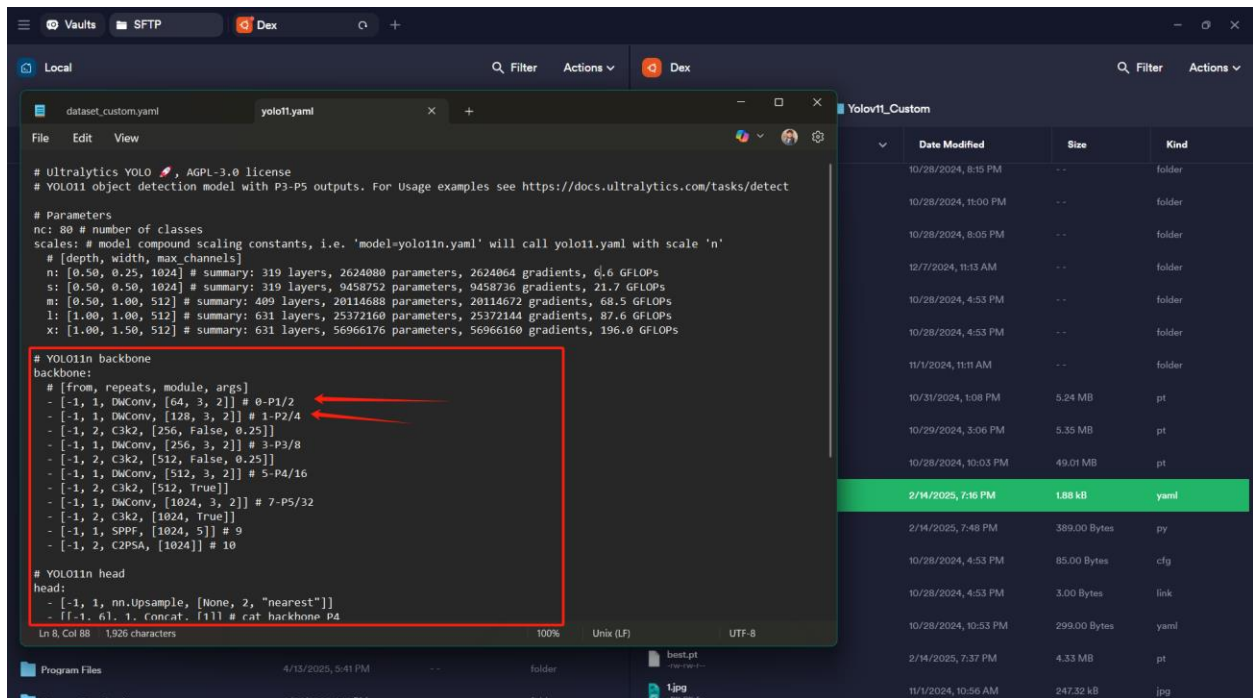 Vaults SFTP Dex +
Local Filter Actions Dex Filter Actions
dataset_custom.yaml yolo11.yaml × + Yolov11_Custom
File Edit View
# Ultralytics YOLO 🚀, AGPL-3.0 license
# YOLO11 object detection model with P3-P5 outputs. For Usage examples see https://docs.ultralytics.com/tasks/detect
# Parameters
nc: 80 # number of classes
scales: # model compound scaling constants, i.e. 'model=yolo11n.yaml' will call yolo11.yaml with scale 'n'
# [depth, width, max_channels]
n: [0.50, 0.25, 1024] # summary: 319 layers, 2624080 parameters, 2624064 gradients, 6.6 GFLOPs
s: [0.50, 0.50, 1024] # summary: 319 layers, 9458752 parameters, 9458736 gradients, 21.7 GFLOPs
m: [0.50, 1.00, 512] # summary: 409 layers, 20114688 parameters, 20114672 gradients, 68.5 GFLOPs
l: [1.00, 1.00, 512] # summary: 631 layers, 25372160 parameters, 25372144 gradients, 87.6 GFLOPs
x: [1.00, 1.50, 512] # summary: 631 layers, 56966176 parameters, 56966160 gradients, 196.0 GFLOPs
# YOLO11n backbone
backbone:
# [from, repeats, module, args]
- [-1, 1, DWConv, [64, 3, 2]] # 0-P1/2
- [-1, 1, DWConv, [128, 3, 2]] # 1-P2/4
- [-1, 2, C3k2, [256, False, 0.25]]
- [-1, 1, DWConv, [256, 3, 2]] # 3-P3/8
- [-1, 2, C3k2, [512, False, 0.25]]
- [-1, 1, DWConv, [512, 3, 2]] # 5-P4/16
- [-1, 2, C3k2, [512, True]]
- [-1, 1, DWConv, [1024, 3, 2]] # 7-P5/32
- [-1, 2, C3k2, [1024, True]]
- [-1, 1, SPPF, [1024, 5]] # 9
- [-1, 2, C2PSA, [1024]] # 10
# YOLO11n head
head:
- [-1, 1, nn.Upsample, [None, 2, "nearest"]]
- [[-1, 6], 1, Concat, [1]] # cat backbone P4
Ln 8, Col 88 1,926 characters 100% Unix (LF) UTF-8
Program Files 4/13/2025, 5:41 PM -- folder
Date Modified Size Kind
10/28/2024, 8:15 PM -- folder
10/28/2024, 11:00 PM -- folder
10/28/2024, 8:05 PM -- folder
12/7/2024, 11:13 AM -- folder
10/28/2024, 4:53 PM -- folder
10/28/2024, 4:53 PM -- folder
11/1/2024, 11:11 AM -- folder
10/31/2024, 1:08 PM 5.24 MB pt
10/29/2024, 3:06 PM 5.35 MB pt
10/28/2024, 10:03 PM 49.01 MB pt
2/14/2025, 7:16 PM 1.88 kB yaml
2/14/2025, 7:48 PM 389.00 Bytes py
10/28/2024, 4:53 PM 85.00 Bytes cfg
10/28/2024, 4:53 PM 3.00 Bytes link
10/28/2024, 10:53 PM 299.00 Bytes yaml
best.pt 2/14/2025, 7:37 PM 4.33 MB pt
-rw-rw-r--
1.jpg 11/1/2024, 10:56 AM 247.32 kB jpg